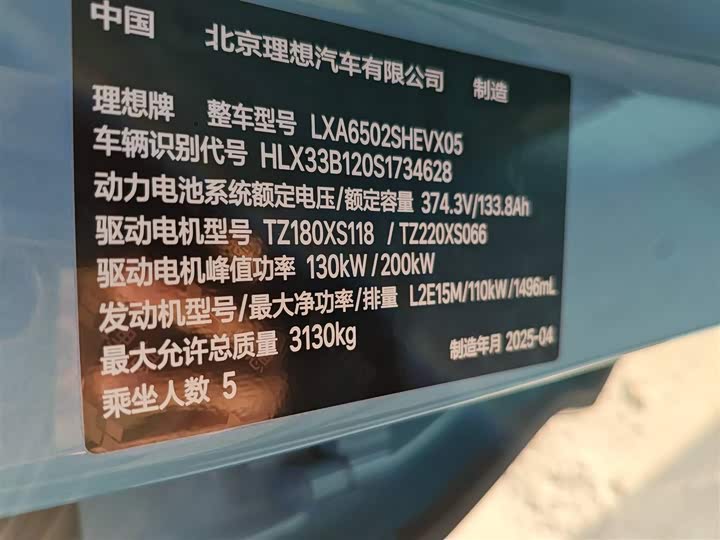 中国 北京理想汽车有限公司 制造
理想牌 整车型号 LXA6502SHEVX05
车辆识别代号 HLX33B120S1734628
动力电池系统额定电压/额定容量 374.3V/133.8Ah
驱动电机型号 TZ180XS118 / TZ220XS066
驱动电机峰值功率 130kW / 200kW
发动机型号/最大净功率/排量 L2E15M/110kW/1496mL
最大允许总质量 3130kg
制造年月 2025-04
乘坐人数 5